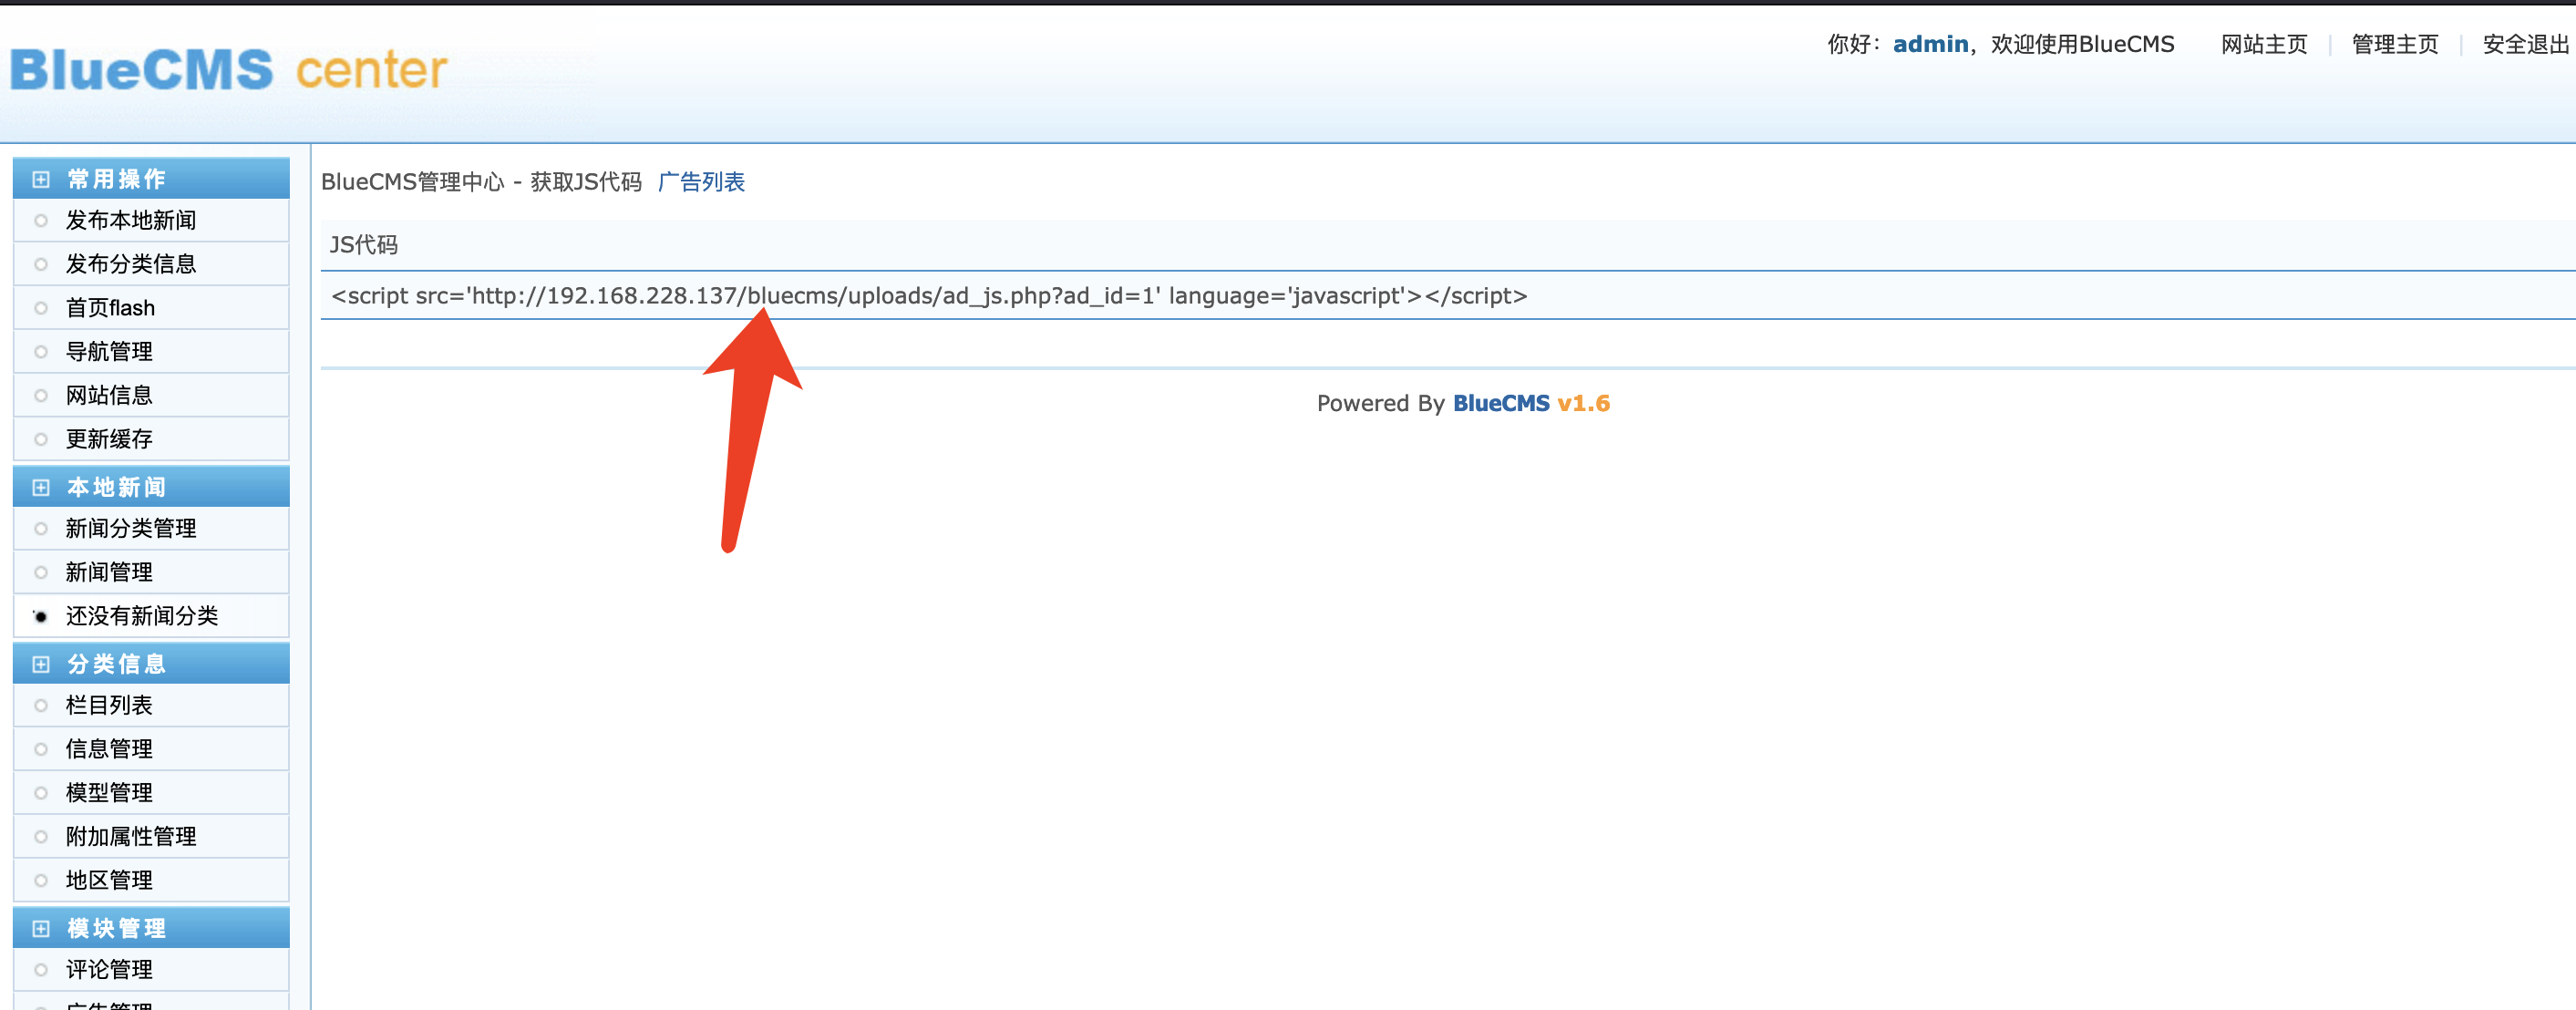 BlueCMS center
你好：admin，欢迎使用BlueCMS 网站主页 | 管理主页 | 安全退出
常用操作
发布本地新闻
发布分类信息
首页flash
导航管理
网站信息
更新缓存
本地新闻
新闻分类管理
新闻管理
还没有新闻分类
分类信息
栏目列表
信息管理
模型管理
附加属性管理
地区管理
模块管理
评论管理
广告管理
BlueCMS管理中心 - 获取JS代码 广告列表
JS代码
<script src='http://192.168.228.137/bluecms/uploads/ad_js.php?ad_id=1' language='javascript'></script>
Powered By BlueCMS v1.6